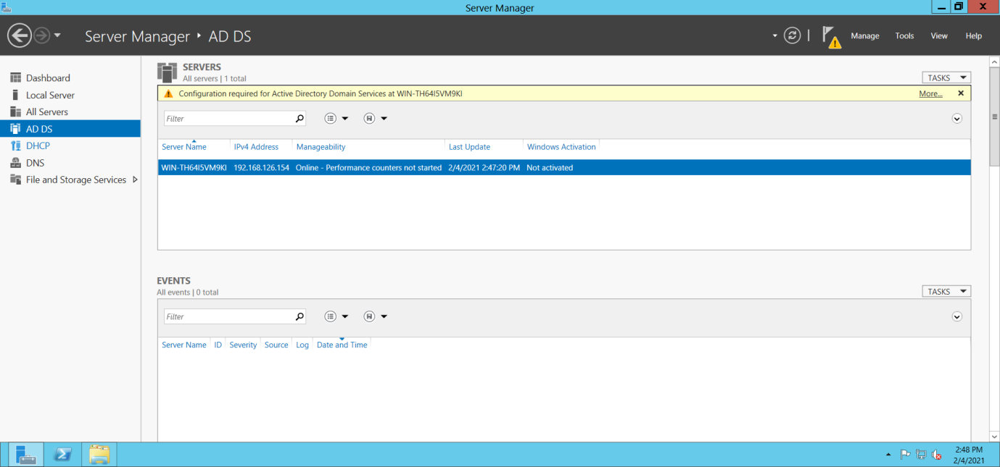 Server Manager
Server Manager AD DS
Manage Tools View Help
Dashboard
Local Server
All Servers
AD DS
DHCP
DNS
File and Storage Services
SERVERS
All servers | 1 total
TASKS
Configuration required for Active Directory Domain Services at WIN-TH64I5VM9KI
More...
Filter
Server Name IPv4 Address Manageability Last Update Windows Activation
WIN-TH64I5VM9KI 192.168.126.154 Online - Performance counters not started 2/4/2021 2:47:20 PM Not activated
EVENTS
All events | 0 total
TASKS
Filter
Server Name ID Severity Source Log Date and Time
2:48 PM
2/4/2021